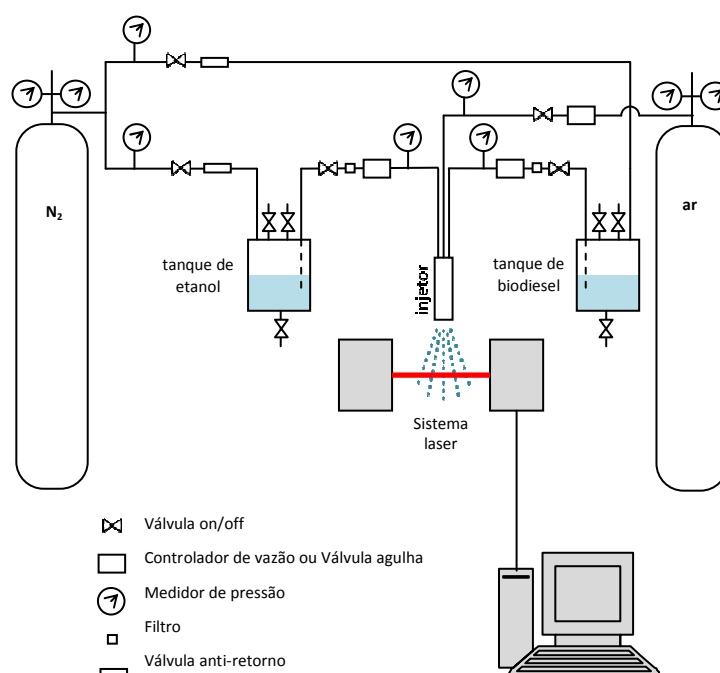 N₂
ar
tanque de
etanol
injetor
tanque de
biodiesel
Sistema
laser
Válvula on/off
Controlador de vazão ou Válvula agulha
Medidor de pressão
Filtro
Válvula anti-retorno